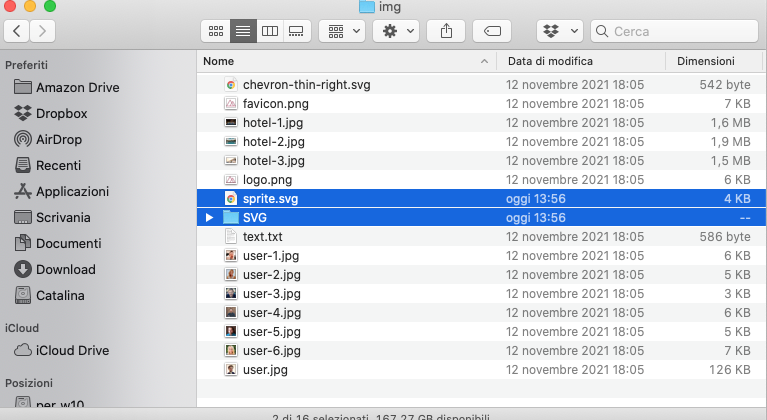 img
Cerca
Preferiti
Amazon Drive
Dropbox
AirDrop
Recenti
Applicazioni
Scrivania
Documenti
Download
Catalina
iCloud
iCloud Drive
Posizioni
per_w10
Nome Data di modifica Dimensioni
chevron-thin-right.svg 12 novembre 2021 18:05 542 byte
favicon.png 12 novembre 2021 18:05 7 KB
hotel-1.jpg 12 novembre 2021 18:05 1,6 MB
hotel-2.jpg 12 novembre 2021 18:05 1,9 MB
hotel-3.jpg 12 novembre 2021 18:05 1,5 MB
logo.png 12 novembre 2021 18:05 6 KB
sprite.svg oggi 13:56 4 KB
SVG oggi 13:56 --
text.txt 12 novembre 2021 18:05 586 byte
user-1.jpg 12 novembre 2021 18:05 6 KB
user-2.jpg 12 novembre 2021 18:05 5 KB
user-3.jpg 12 novembre 2021 18:05 3 KB
user-4.jpg 12 novembre 2021 18:05 6 KB
user-5.jpg 12 novembre 2021 18:05 5 KB
user-6.jpg 12 novembre 2021 18:05 7 KB
user.jpg 12 novembre 2021 18:05 126 KB
2 di 16 selezionati, 167,27 GB disponibili